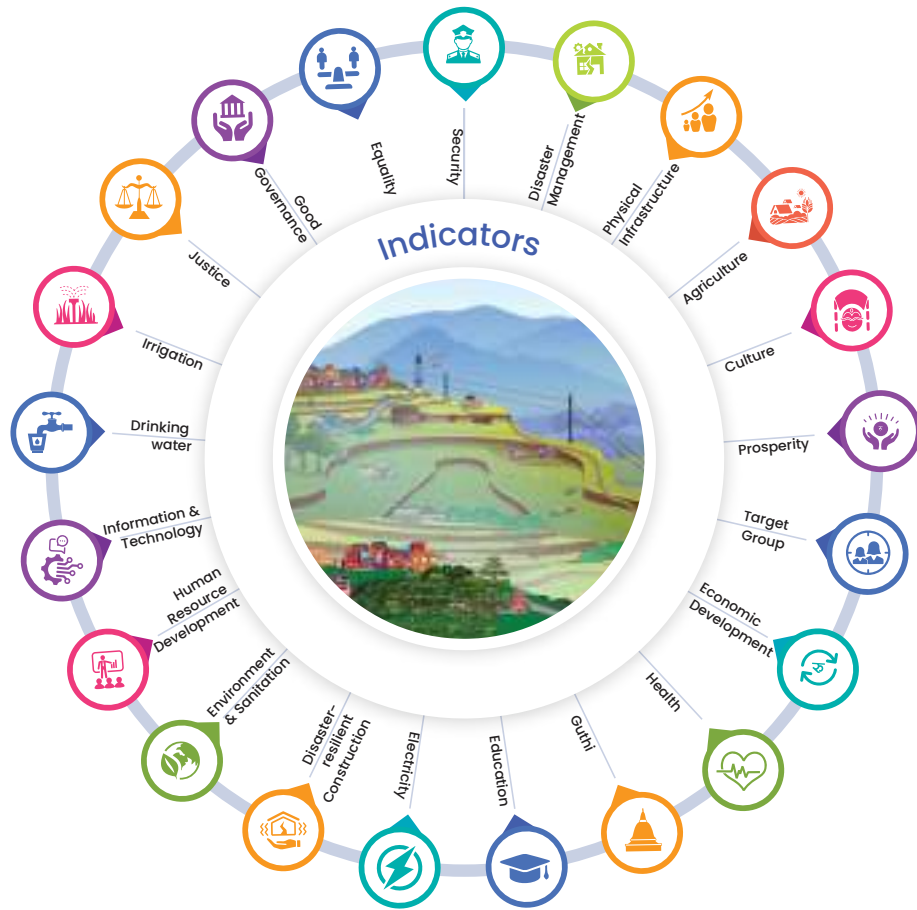 Indicators
Security
Disaster
Management
Physical
Infrastructure
Agriculture
Culture
Prosperity
Target
Group
Economic
Development
Health
Guthi
Education
Electricity
Disaster-
resilient
Construction
Environment
& Sanitation
Human
Resource
Development
Information &
Technology
Drinking
water
Irrigation
Justice
Good
Governance
Equality